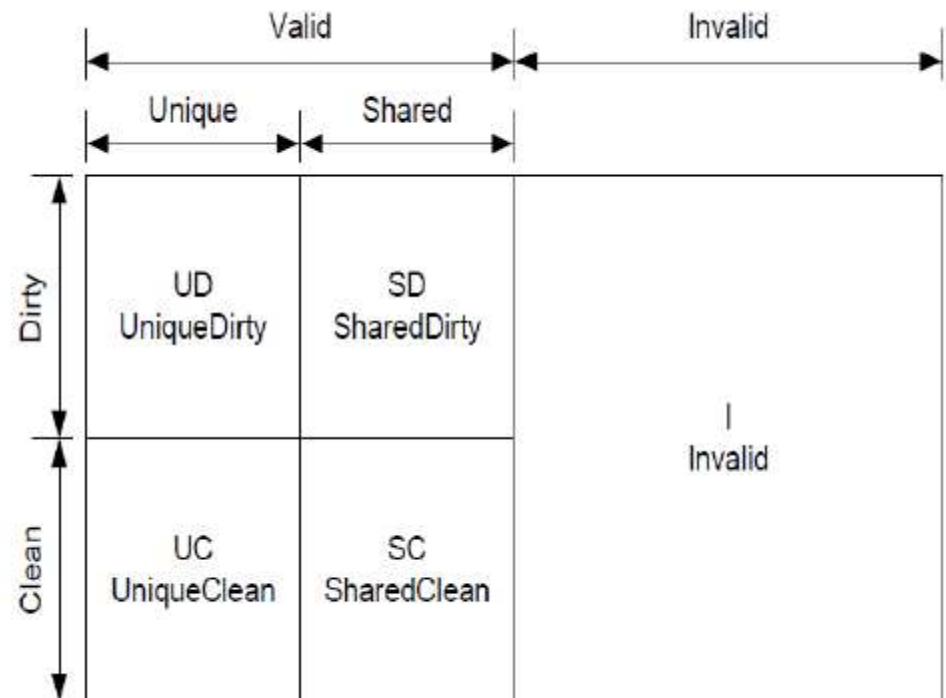 Valid
Invalid
Unique
Shared
Dirty
UD
UniqueDirty
SD
SharedDirty
I
Invalid
Clean
UC
UniqueClean
SC
SharedClean